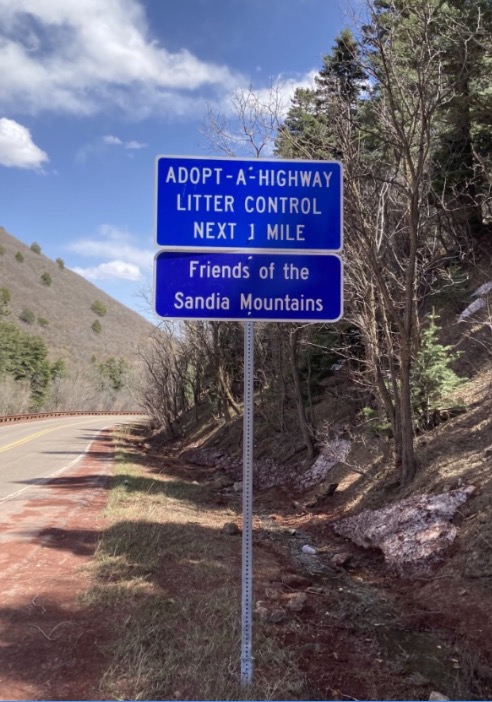 ADOPT-A-HIGHWAY
LITTER CONTROL
NEXT 1 MILE
Friends of the
Sandia Mountains